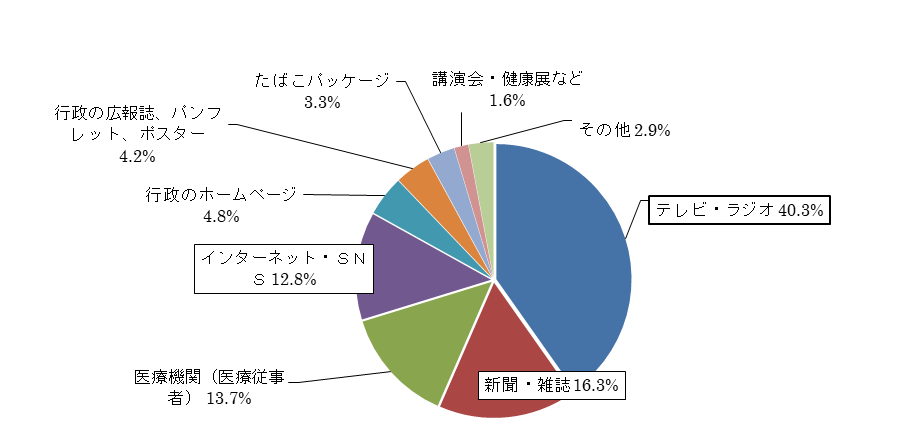 たばこパッケージ
3.3%
講演会・健康展など
1.6%
行政の広報誌、パンフ
レット、ポスター
4.2%
その他 2.9%
行政のホームページ
4.8%
テレビ・ラジオ 40.3%
インターネット・ＳＮ
Ｓ 12.8%
医療機関（医療従事
者） 13.7%
新聞・雑誌 16.3%